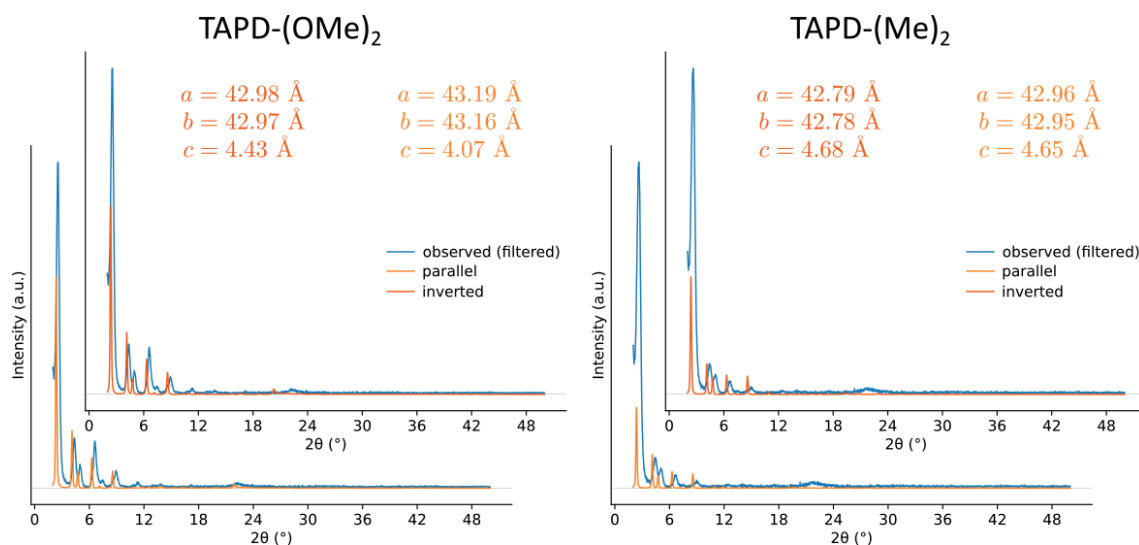 TAPD-(OMe)₂
a = 42.98 Å
b = 42.97 Å
c = 4.43 Å
a = 43.19 Å
b = 43.16 Å
c = 4.07 Å
observed (filtered)
parallel
inverted
0 6 12 18 24 30 36 42 48
2θ (°)
Intensity (a.u.)
0 6 12 18 24 30 36 42 48
2θ (°)
TAPD-(Me)₂
a = 42.79 Å
b = 42.78 Å
c = 4.68 Å
a = 42.96 Å
b = 42.95 Å
c = 4.65 Å
observed (filtered)
parallel
inverted
0 6 12 18 24 30 36 42 48
2θ (°)
Intensity (a.u.)
0 6 12 18 24 30 36 42 48
2θ (°)